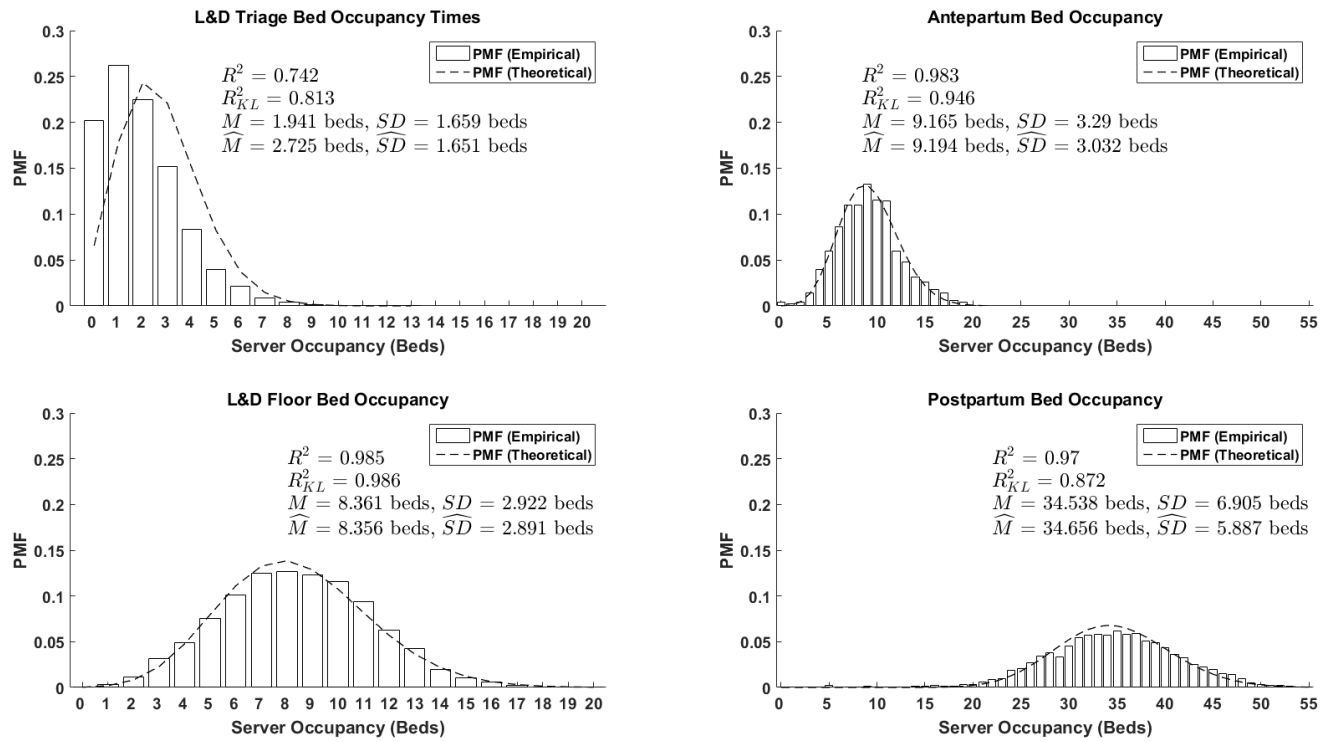 L&D Triage Bed Occupancy Times
0.3
0.25
0.2
0.15
0.1
0.05
0
PMF
PMF (Empirical)
PMF (Theoretical)
R² = 0.742
R²_KL = 0.813
M = 1.941 beds, SD = 1.659 beds
M̂ = 2.725 beds, SD̂ = 1.651 beds
0 1 2 3 4 5 6 7 8 9 10 11 12 13 14 15 16 17 18 19 20
Server Occupancy (Beds)
Antepartum Bed Occupancy
0.3
0.25
0.2
0.15
0.1
0.05
0
PMF
PMF (Empirical)
PMF (Theoretical)
R² = 0.983
R²_KL = 0.946
M = 9.165 beds, SD = 3.29 beds
M̂ = 9.194 beds, SD̂ = 3.032 beds
0 5 10 15 20 25 30 35 40 45 50 55
Server Occupancy (Beds)
L&D Floor Bed Occupancy
0.3
0.25
0.2
0.15
0.1
0.05
0
PMF
PMF (Empirical)
PMF (Theoretical)
R² = 0.985
R²_KL = 0.986
M = 8.361 beds, SD = 2.922 beds
M̂ = 8.356 beds, SD̂ = 2.891 beds
0 1 2 3 4 5 6 7 8 9 10 11 12 13 14 15 16 17 18 19 20
Server Occupancy (Beds)
Postpartum Bed Occupancy
0.3
0.25
0.2
0.15
0.1
0.05
0
PMF
PMF (Empirical)
PMF (Theoretical)
R² = 0.97
R²_KL = 0.872
M = 34.538 beds, SD = 6.905 beds
M̂ = 34.656 beds, SD̂ = 5.887 beds
0 5 10 15 20 25 30 35 40 45 50 55
Server Occupancy (Beds)